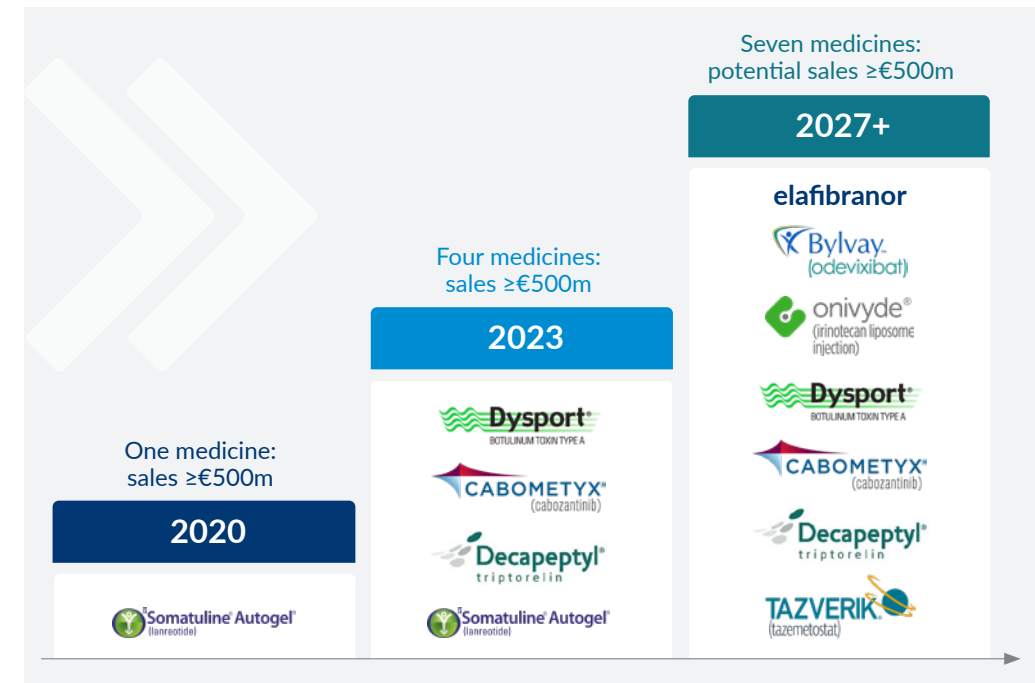 One medicine:
sales ≥€500m
2020
Somatuline® Autogel®
(lanreotide)
Four medicines:
sales ≥€500m
2023
Dysport®
BOTULINUM TOXIN TYPE A
CABOMETYX®
(cabozantinib)
Decapeptyl®
triptorelin
Somatuline® Autogel®
(lanreotide)
Seven medicines:
potential sales ≥€500m
2027+
elafibranor
Bylvay™
(odevixibat)
onivyde®
(irinotecan liposome
injection)
Dysport®
BOTULINUM TOXIN TYPE A
CABOMETYX®
(cabozantinib)
Decapeptyl®
triptorelin
TAZVERIK
(tazemetostat)